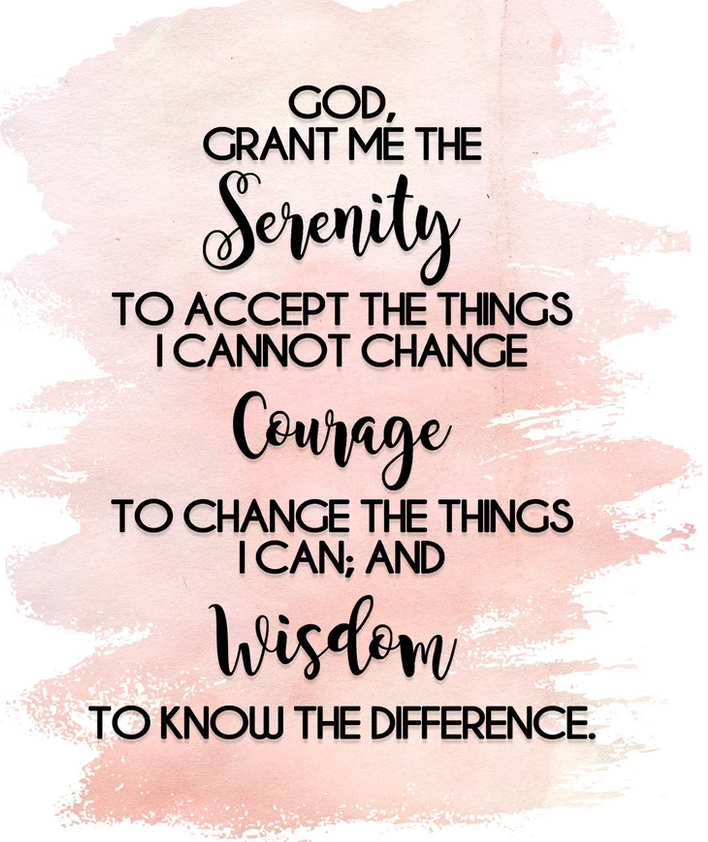 GOD,
GRANT ME THE
Serenity
TO ACCEPT THE THINGS
I CANNOT CHANGE
Courage
TO CHANGE THE THINGS
I CAN; AND
Wisdom
TO KNOW THE DIFFERENCE.